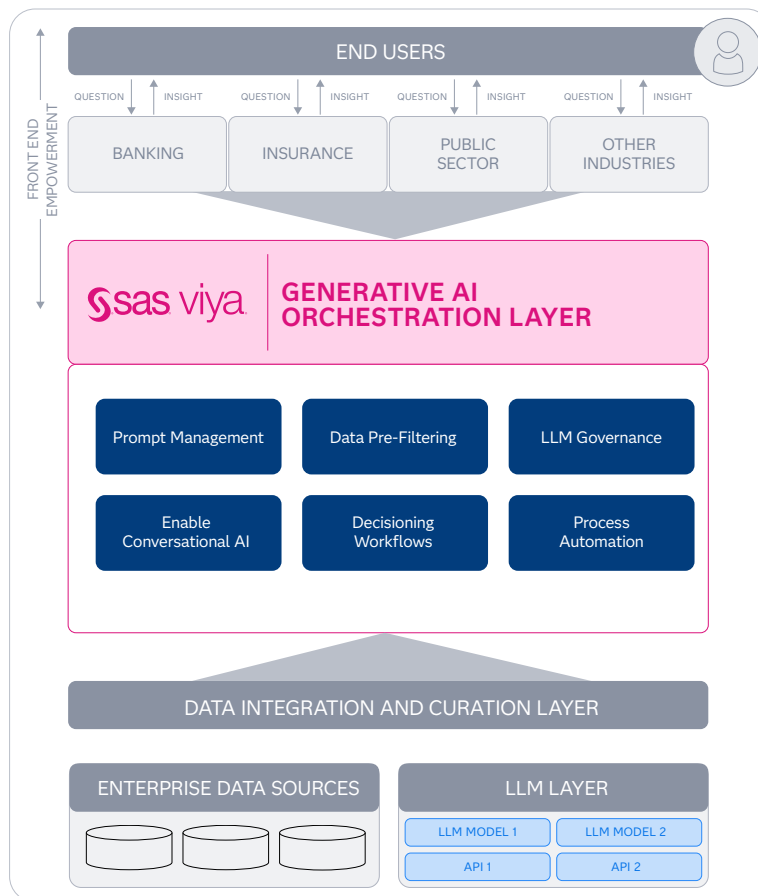 END USERS
QUESTION INSIGHT QUESTION INSIGHT QUESTION INSIGHT QUESTION INSIGHT
FRONT END
EMPOWERMENT
BANKING
INSURANCE
PUBLIC
SECTOR
OTHER
INDUSTRIES
sas viya
GENERATIVE AI
ORCHESTRATION LAYER
Prompt Management
Data Pre-Filtering
LLM Governance
Enable
Conversational AI
Decisioning
Workflows
Process
Automation
DATA INTEGRATION AND CURATION LAYER
ENTERPRISE DATA SOURCES
LLM LAYER
LLM MODEL 1
LLM MODEL 2
API 1
API 2